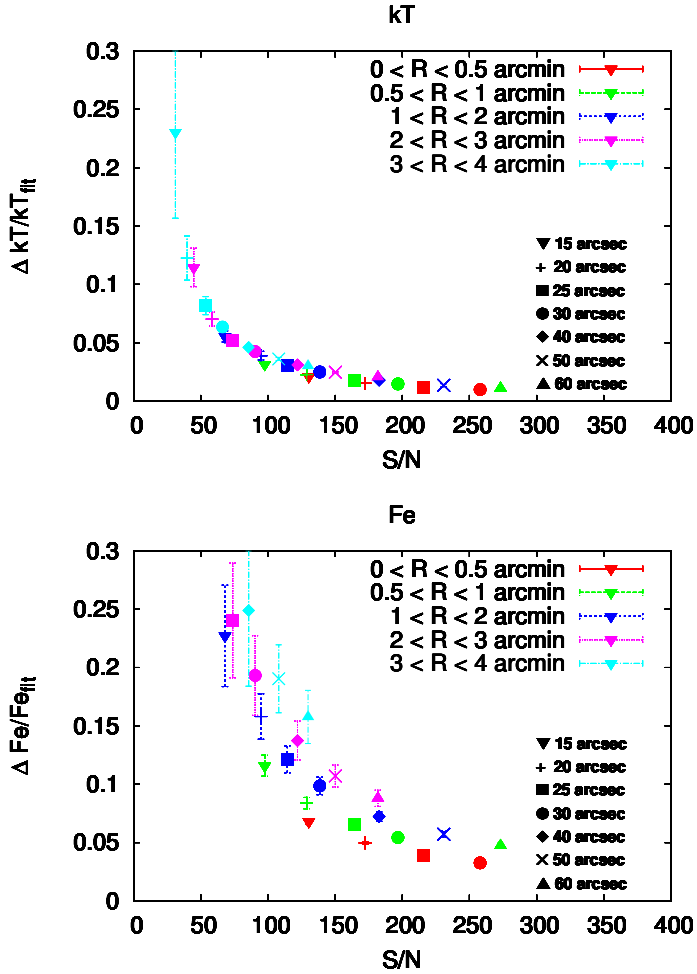 kT
0.3
0.25
0.2
0.15
0.1
0.05
0
Δ kT/kTfit
0 < R < 0.5 arcmin
0.5 < R < 1 arcmin
1 < R < 2 arcmin
2 < R < 3 arcmin
3 < R < 4 arcmin
15 arcsec
20 arcsec
25 arcsec
30 arcsec
40 arcsec
50 arcsec
60 arcsec
0 50 100 150 200 250 300 350 400
S/N
Fe
0.3
0.25
0.2
0.15
0.1
0.05
0
Δ Fe/Fefit
0 < R < 0.5 arcmin
0.5 < R < 1 arcmin
1 < R < 2 arcmin
2 < R < 3 arcmin
3 < R < 4 arcmin
15 arcsec
20 arcsec
25 arcsec
30 arcsec
40 arcsec
50 arcsec
60 arcsec
0 50 100 150 200 250 300 350 400
S/N